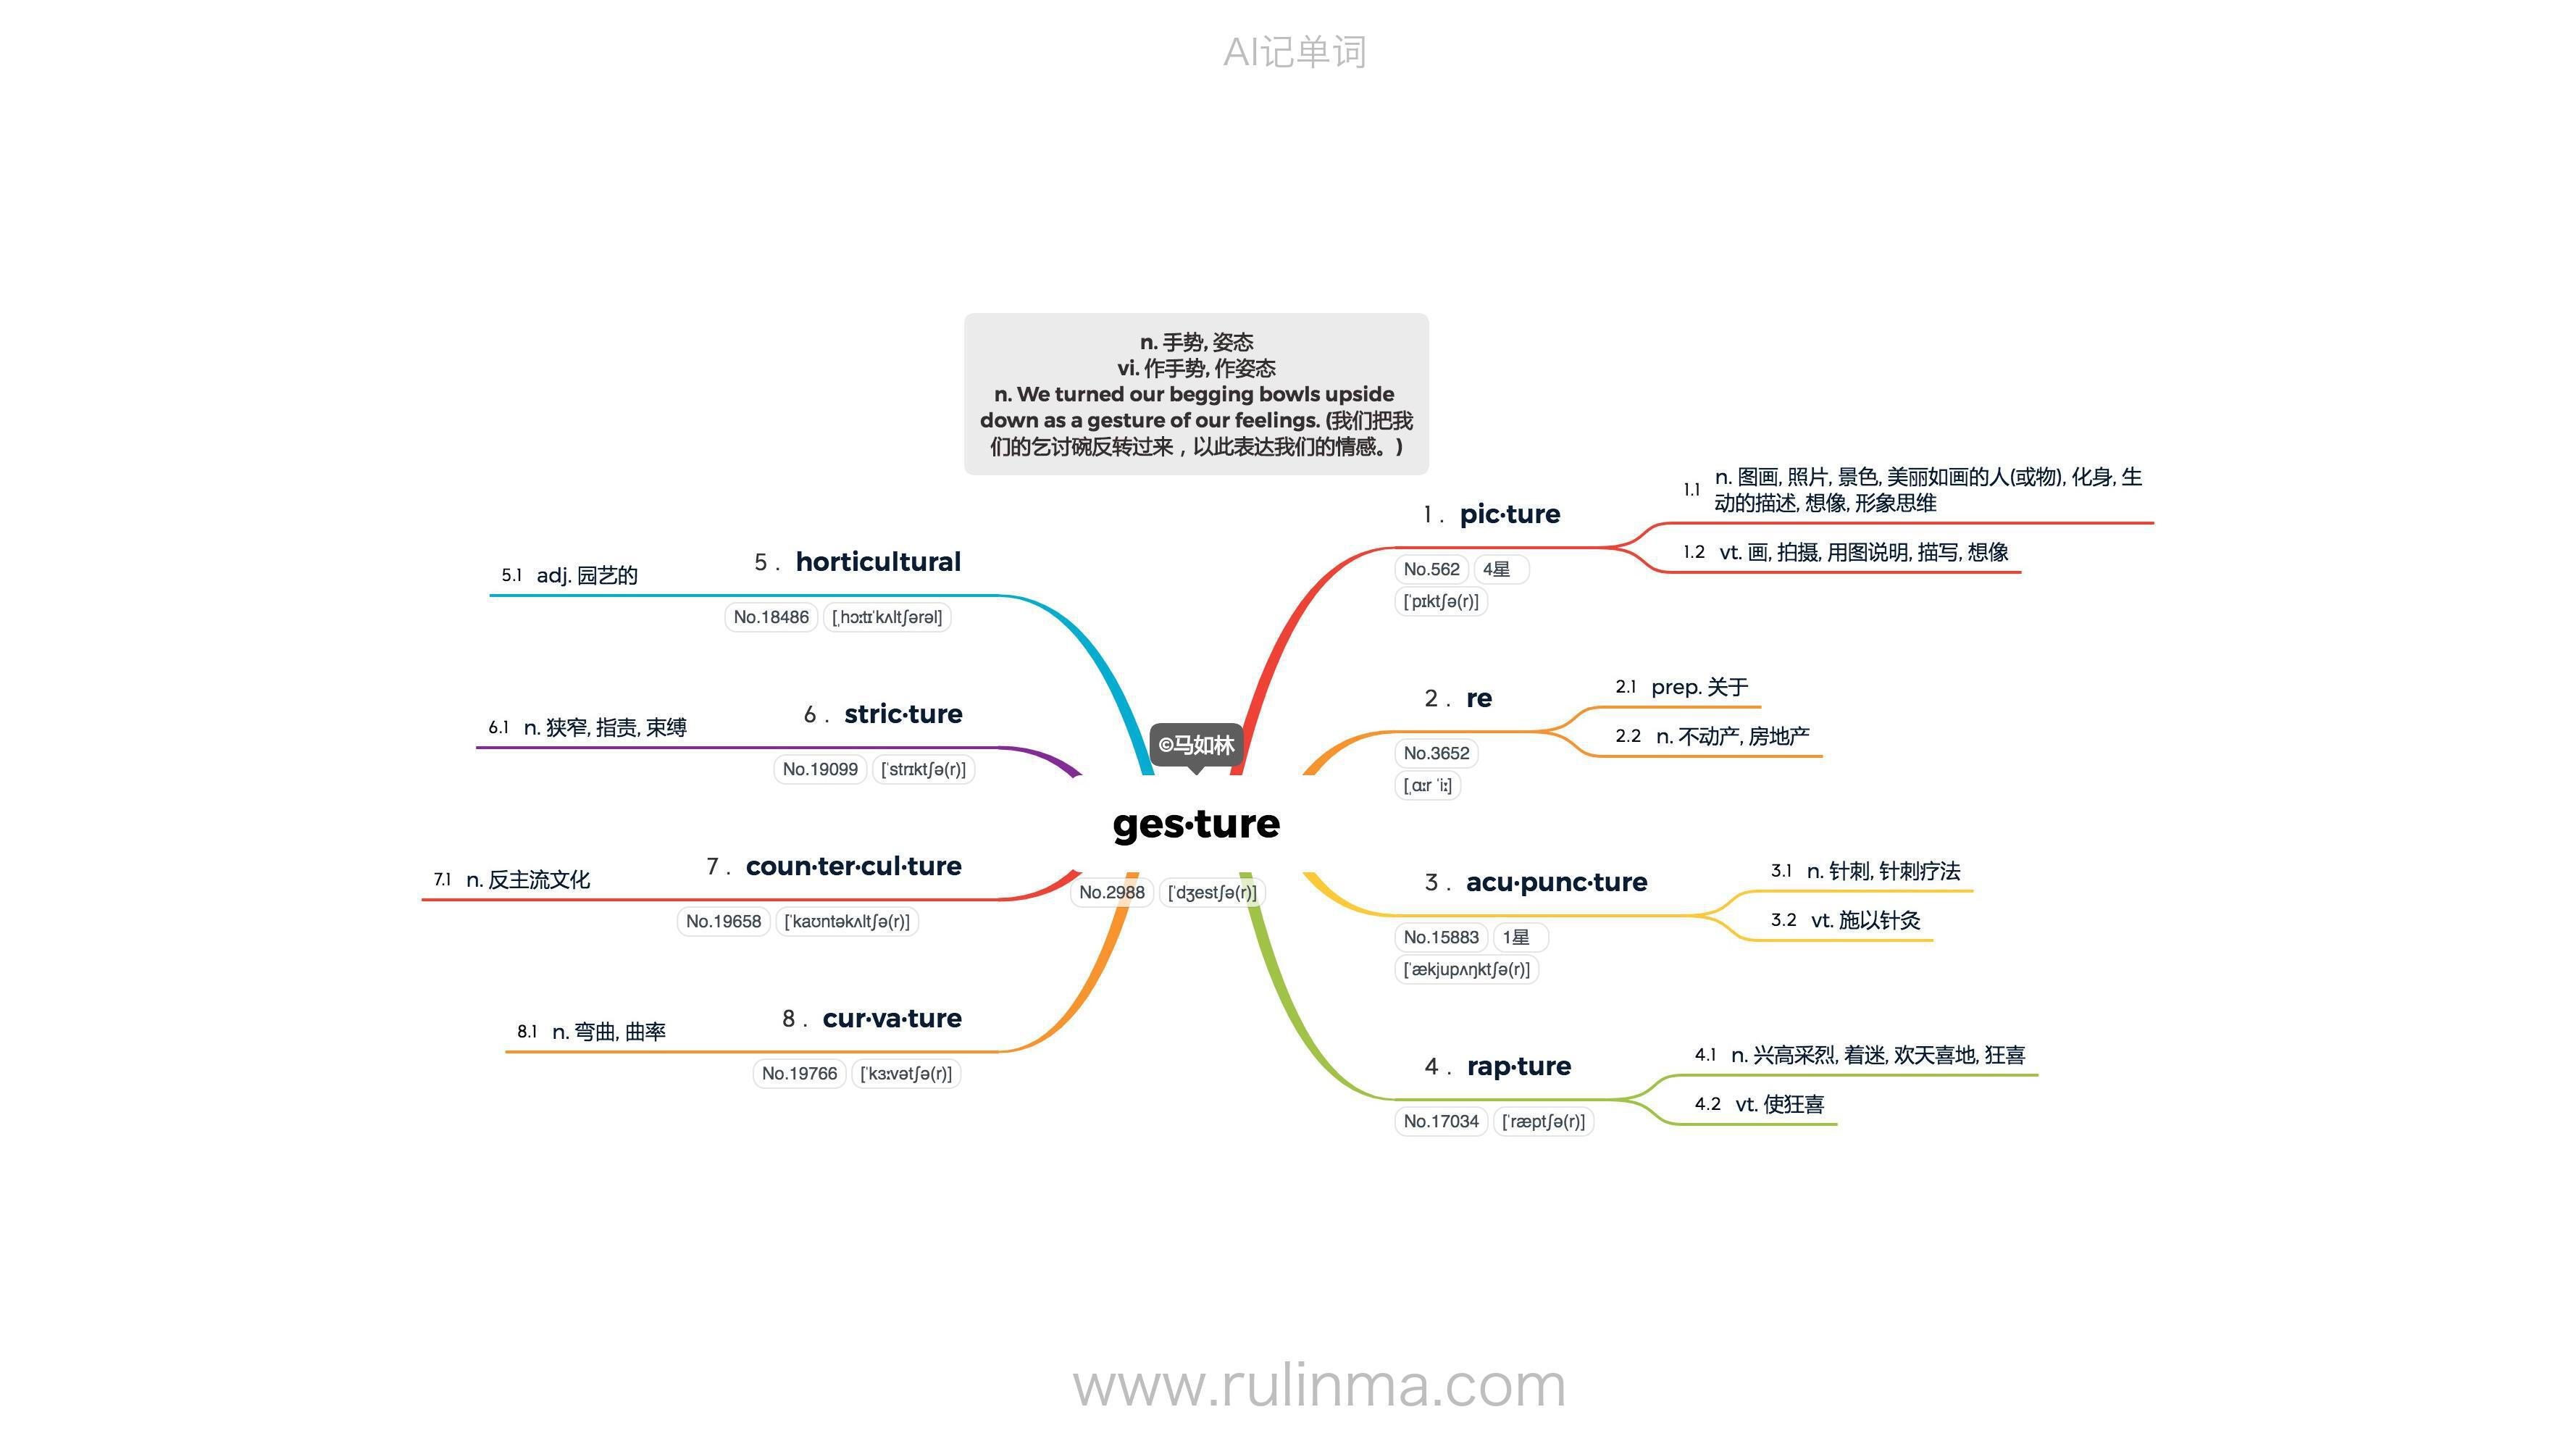 AI记单词
n. 手势, 姿态
vi. 作手势, 作姿态
n. We turned our begging bowls upside
down as a gesture of our feelings. (我们把我
们的乞讨碗反转过来，以此表达我们的情感。)
©马如林
ges·ture
No.2988 [ˈdʒestʃə(r)]
1 . pic·ture
No.562 4星
[ˈpɪktʃə(r)]
1.1 n. 图画, 照片, 景色, 美丽如画的人(或物), 化身, 生
动的描述, 想像, 形象思维
1.2 vt. 画, 拍摄, 用图说明, 描写, 想像
2 . re
No.3652
[ˌɑːr ˈiː]
2.1 prep. 关于
2.2 n. 不动产, 房地产
3 . acu·punc·ture
No.15883 1星
[ˈækjupʌŋktʃə(r)]
3.1 n. 针刺, 针刺疗法
3.2 vt. 施以针灸
4 . rap·ture
No.17034 [ˈræptʃə(r)]
4.1 n. 兴高采烈, 着迷, 欢天喜地, 狂喜
4.2 vt. 使狂喜
5 . horticultural
No.18486 [ˌhɔːtɪˈkʌltʃərəl]
5.1 adj. 园艺的
6 . stric·ture
No.19099 [ˈstrɪktʃə(r)]
6.1 n. 狭窄, 指责, 束缚
7 . coun·ter·cul·ture
No.19658 [ˈkaʊntəkʌltʃə(r)]
7.1 n. 反主流文化
8 . cur·va·ture
No.19766 [ˈkɜːvətʃə(r)]
8.1 n. 弯曲, 曲率
www.rulinma.com